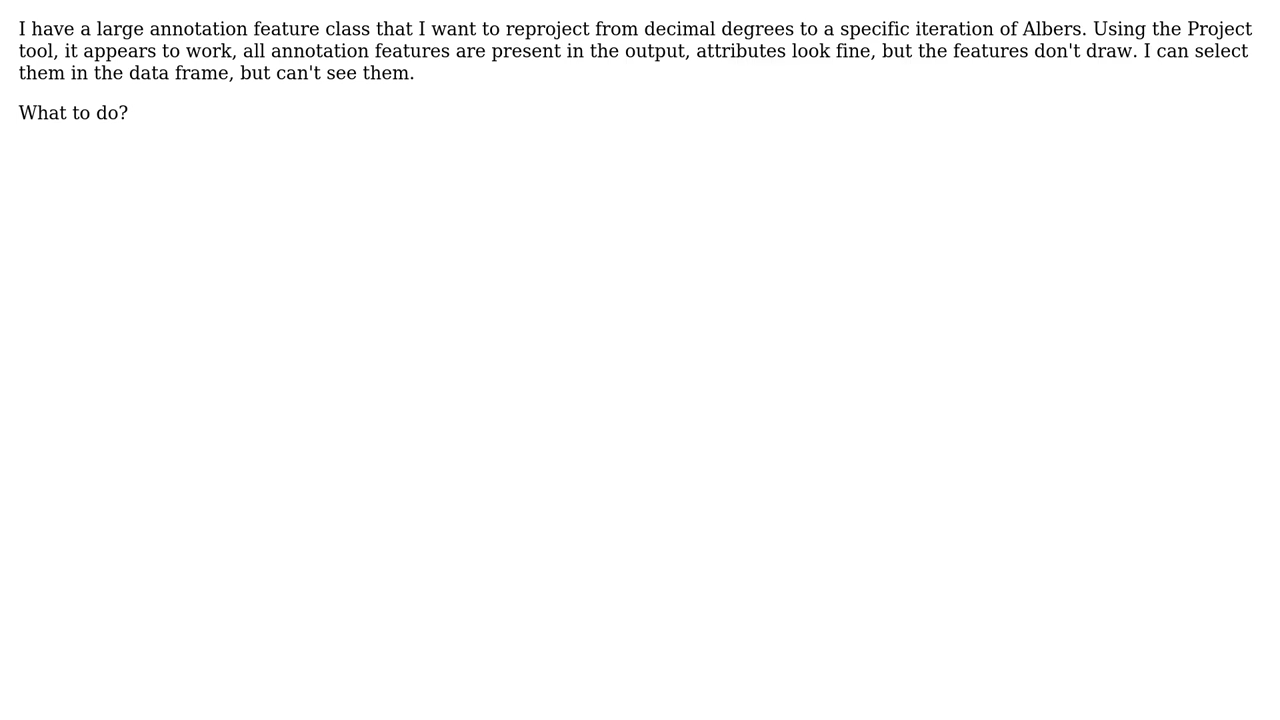 I have a large annotation feature class that I want to reproject from decimal degrees to a specific iteration of Albers. Using the Project
tool, it appears to work, all annotation features are present in the output, attributes look fine, but the features don't draw. I can select
them in the data frame, but can't see them.
What to do?